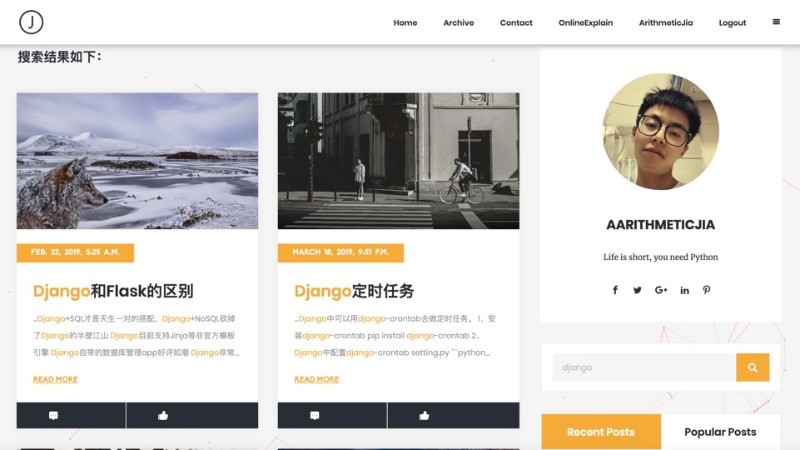 J
Home
Archive
Contact
OnlineExplain
ArithmeticJia
Logout
搜索结果如下：
FEB. 22, 2019, 5:25 A.M.
Django和Flask的区别
...Django+SQL才是天生一对的搭配，Django+NoSQL砍掉
了Django的半壁江山 Django目前支持Jinja等非官方模板
引擎 Django自带的数据库管理app好评如潮 Django非常...
READ MORE
MARCH 18, 2019, 9:51 P.M.
Django定时任务
...Django中可以用django-crontab去做定时任务。 1、安
装django-crontab pip install django-crontab 2、
Django中配置django-crontab setting.py ```python...
READ MORE
AARITHMETICJIA
Life is short, you need Python
django
Recent Posts
Popular Posts